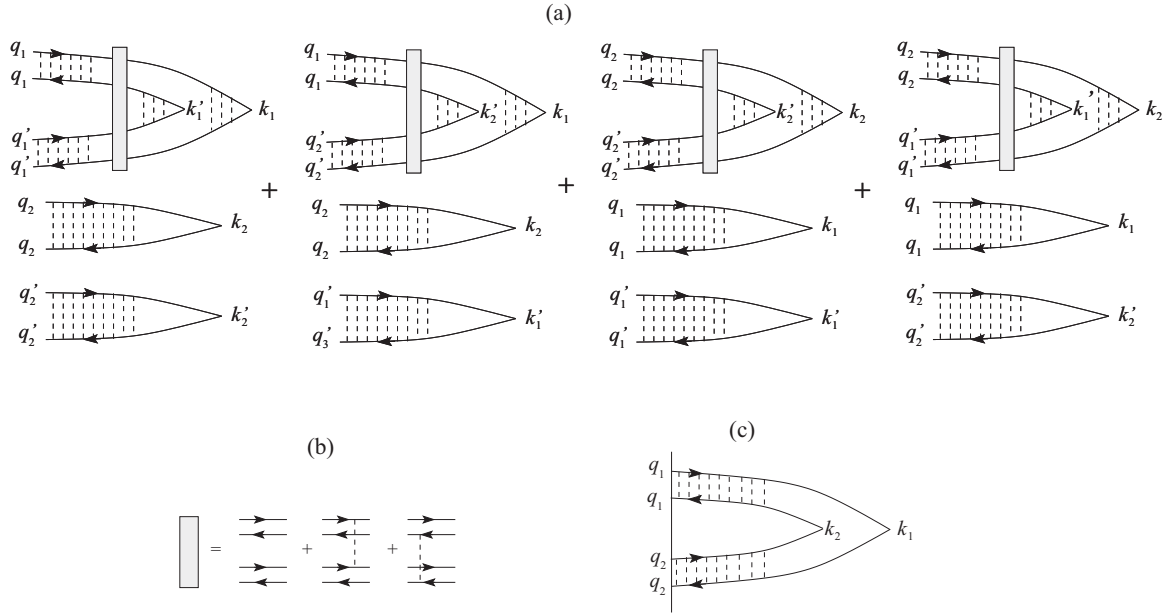 (a)
q₁ q₁ q₂ q₂
q₁ k₁' k₁ q₁ k₂' k₁ q₂ k₂' k₂ q₂ k₁' k₂
q₁' q₂' q₂' q₁'
q₁' + q₂' + q₂' + q₁'
q₂ q₂ q₁ q₁
k₂ k₂ k₁ k₁
q₂ q₂ q₁ q₁
q₂' q₁' q₁' q₂'
k₂' k₁' k₁' k₂'
q₂' q₃' q₁' q₂'
(b) (c)
q₁
q₁
k₂ k₁
= + +
q₂
q₂